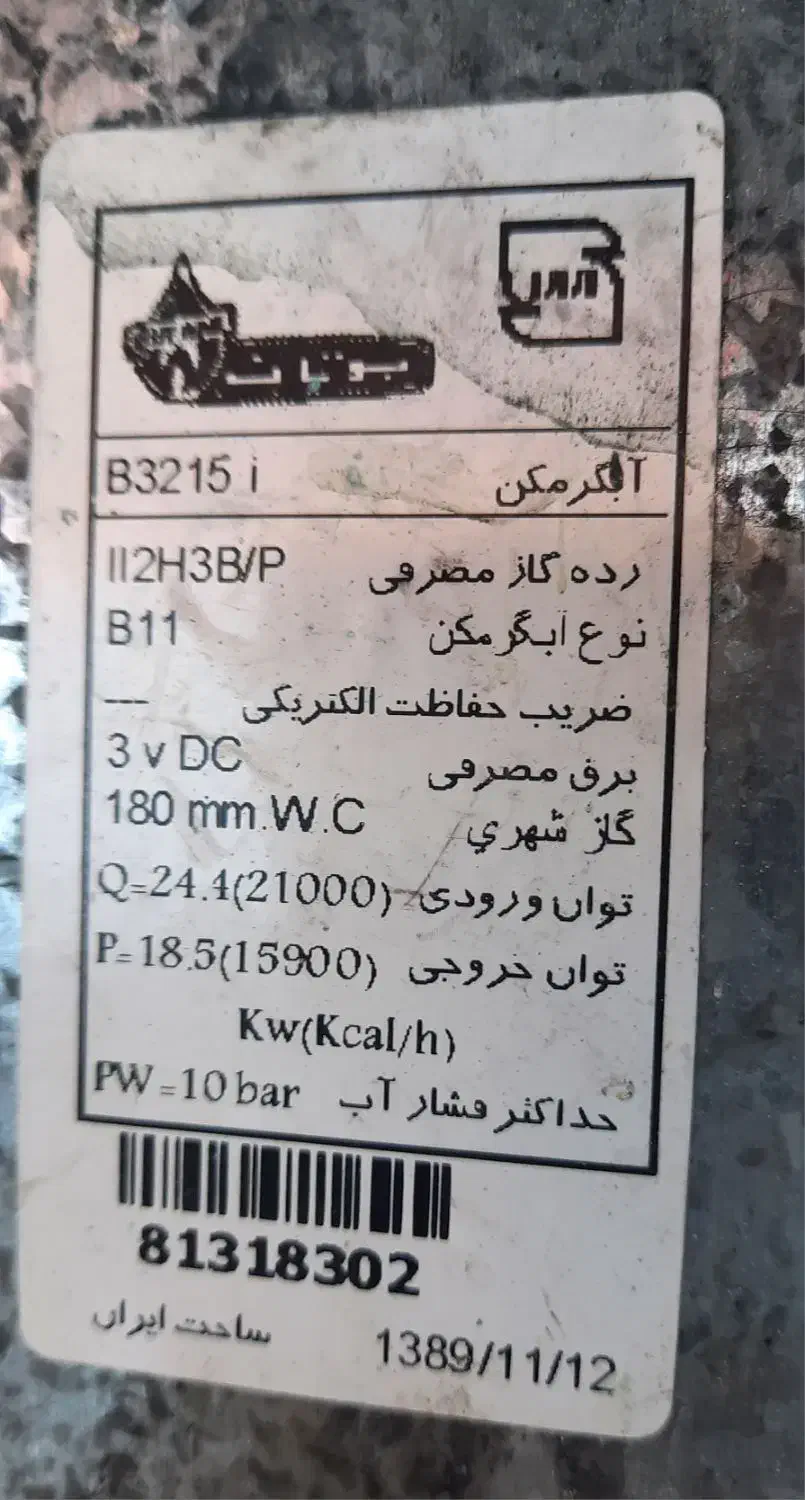 بوتان
آبگرمکن B3215 i
رده گاز مصرفی II2H3B/P
نوع آبگرمکن B11
ضریب حفاظت الکتریکی ---
برق مصرفی 3 v DC
گاز شهري 180 mm.W.C
توان ورودی Q=24.4(21000)
توان خروجی P=18.5(15900)
Kw(Kcal/h)
حداکثر فشار آب PW=10 bar
81318302
ساخت ایران 1389/11/12